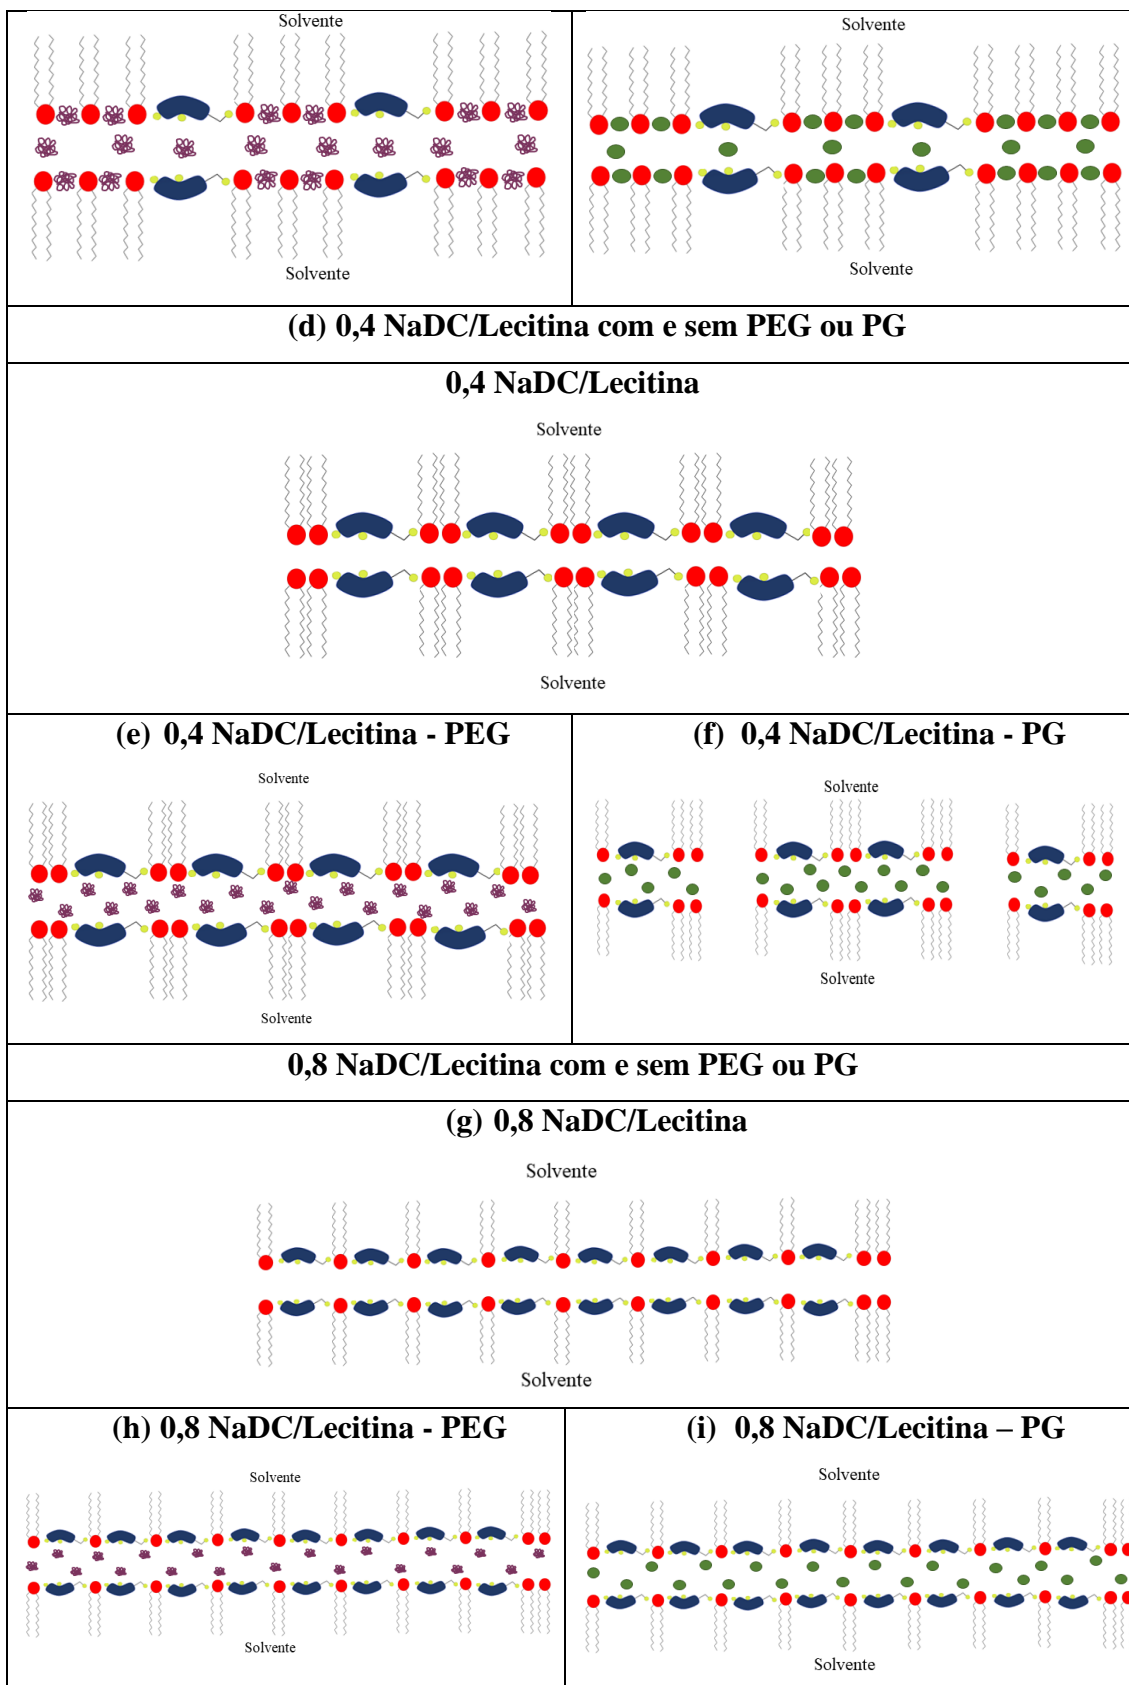 Solvente
Solvente
Solvente
Solvente
(d) 0,4 NaDC/Lecitina com e sem PEG ou PG
0,4 NaDC/Lecitina
Solvente
Solvente
(e) 0,4 NaDC/Lecitina - PEG
Solvente
Solvente
(f) 0,4 NaDC/Lecitina - PG
Solvente
Solvente
0,8 NaDC/Lecitina com e sem PEG ou PG
(g) 0,8 NaDC/Lecitina
Solvente
Solvente
(h) 0,8 NaDC/Lecitina - PEG
Solvente
Solvente
(i) 0,8 NaDC/Lecitina – PG
Solvente
Solvente